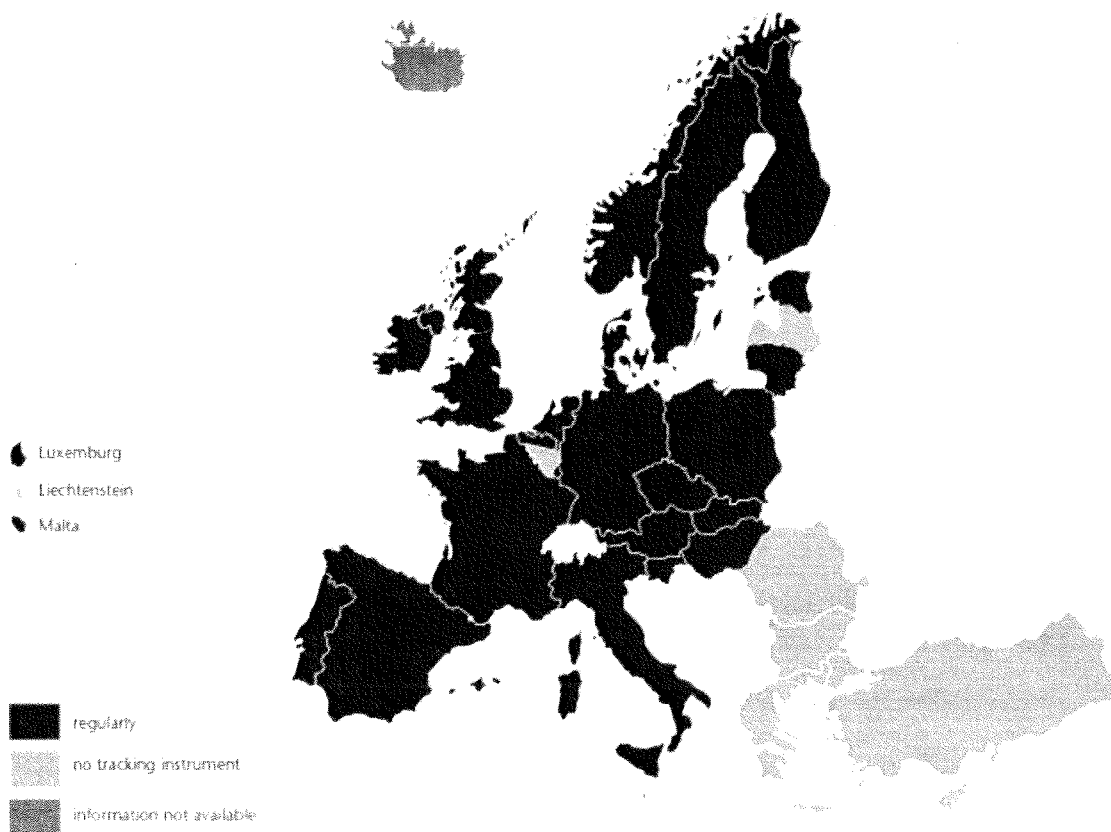 Luxemburg
Liechtenstein
Malta
regularly
no tracking instrument
information not available